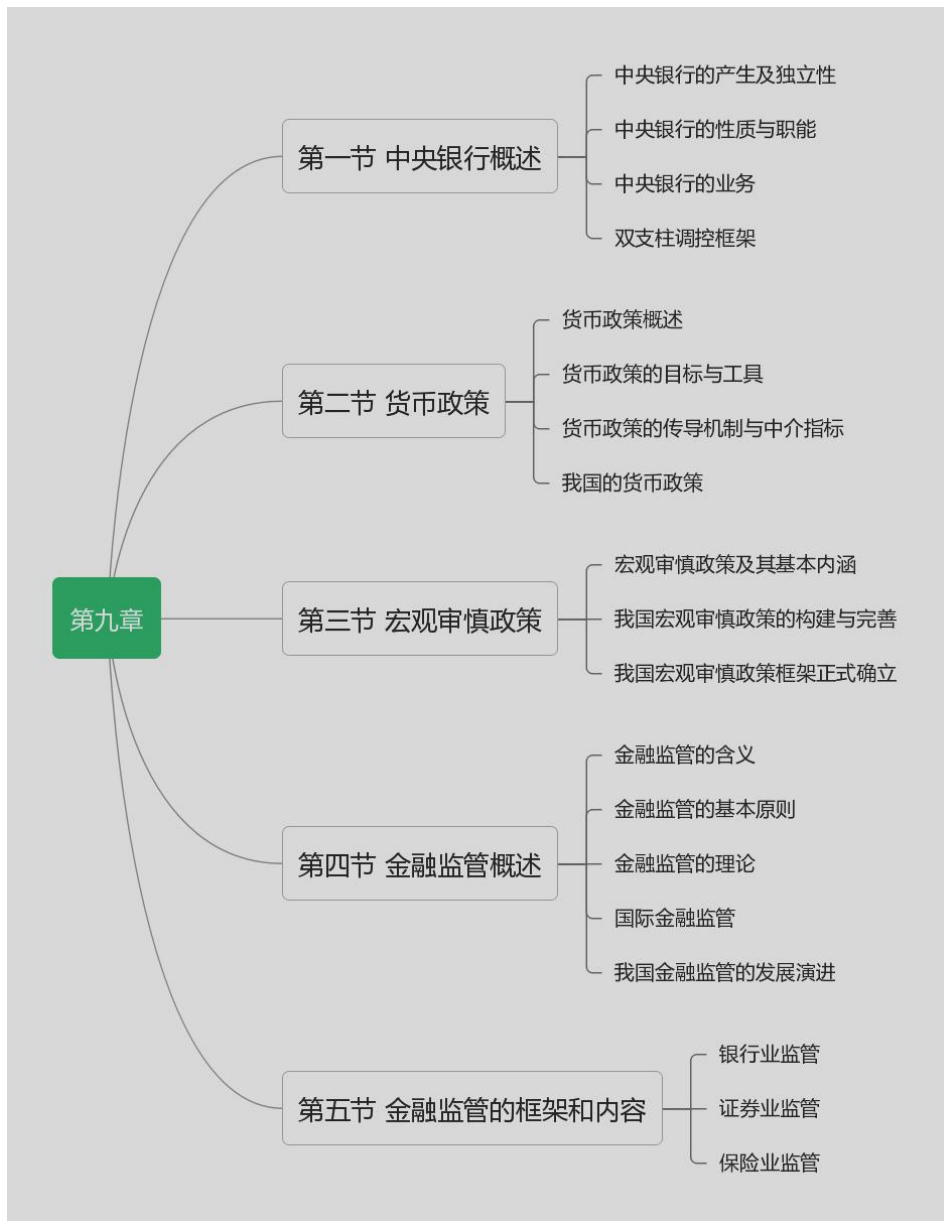 第九章
第一节 中央银行概述
中央银行的产生及独立性
中央银行的性质与职能
中央银行的业务
双支柱调控框架
第二节 货币政策
货币政策概述
货币政策的目标与工具
货币政策的传导机制与中介指标
我国的货币政策
第三节 宏观审慎政策
宏观审慎政策及其基本内涵
我国宏观审慎政策的构建与完善
我国宏观审慎政策框架正式确立
第四节 金融监管概述
金融监管的含义
金融监管的基本原则
金融监管的理论
国际金融监管
我国金融监管的发展演进
第五节 金融监管的框架和内容
银行业监管
证券业监管
保险业监管